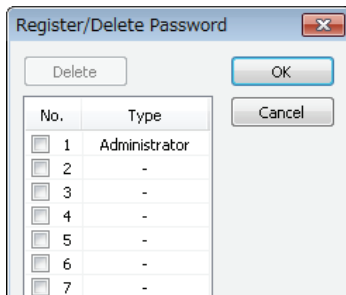 Register/Delete Password
Delete
OK
Cancel
No. Type
1 Administrator
2 -
3 -
4 -
5 -
6 -
7 -